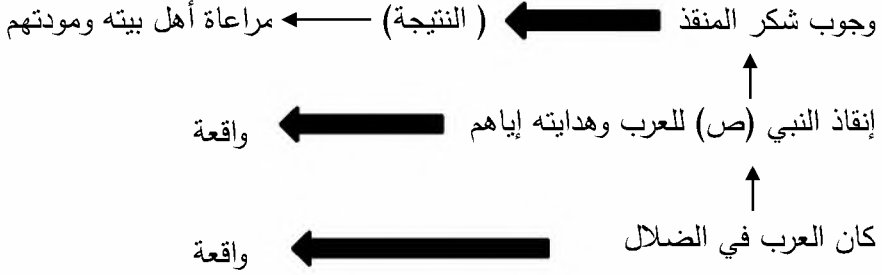 وجوب شكر المنقذ ( النتيجة) مراعاة أهل بيته ومودتهم
إنقاذ النبي (ص) للعرب وهدايته إياهم واقعة
كان العرب في الضلال واقعة